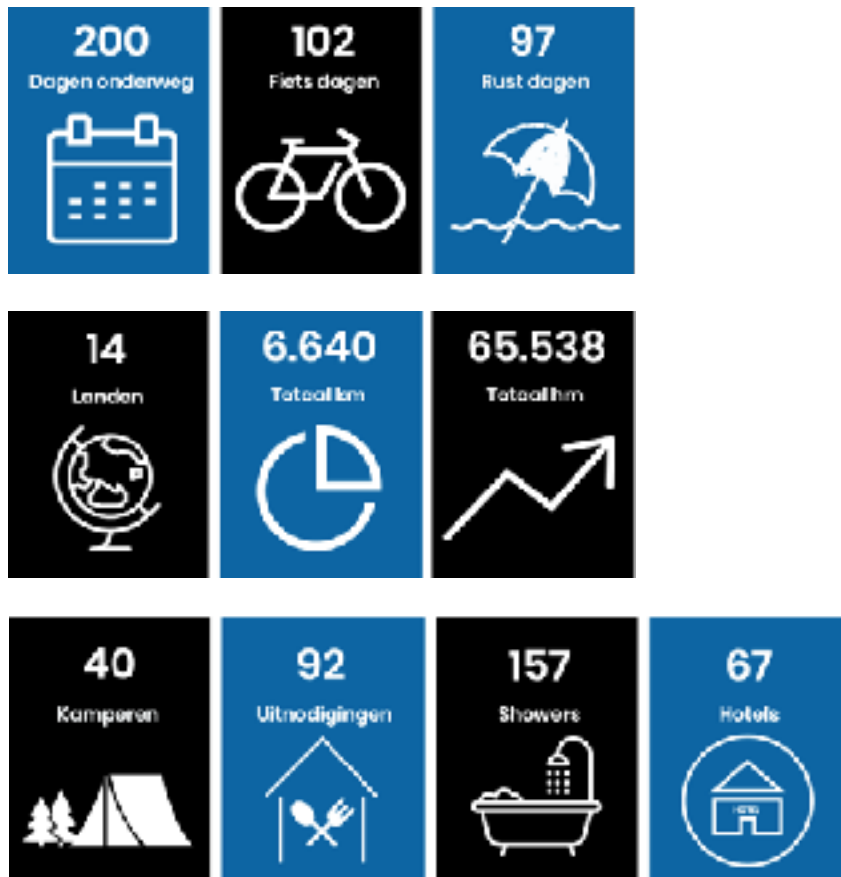 200
Dagen onderweg
102
Fiets dagen
97
Rust dagen
14
Landen
6.640
Totaal km
65.538
Totaal hm
40
Kamperen
92
Uitnodigingen
157
Showers
67
Hotels
HOTEL